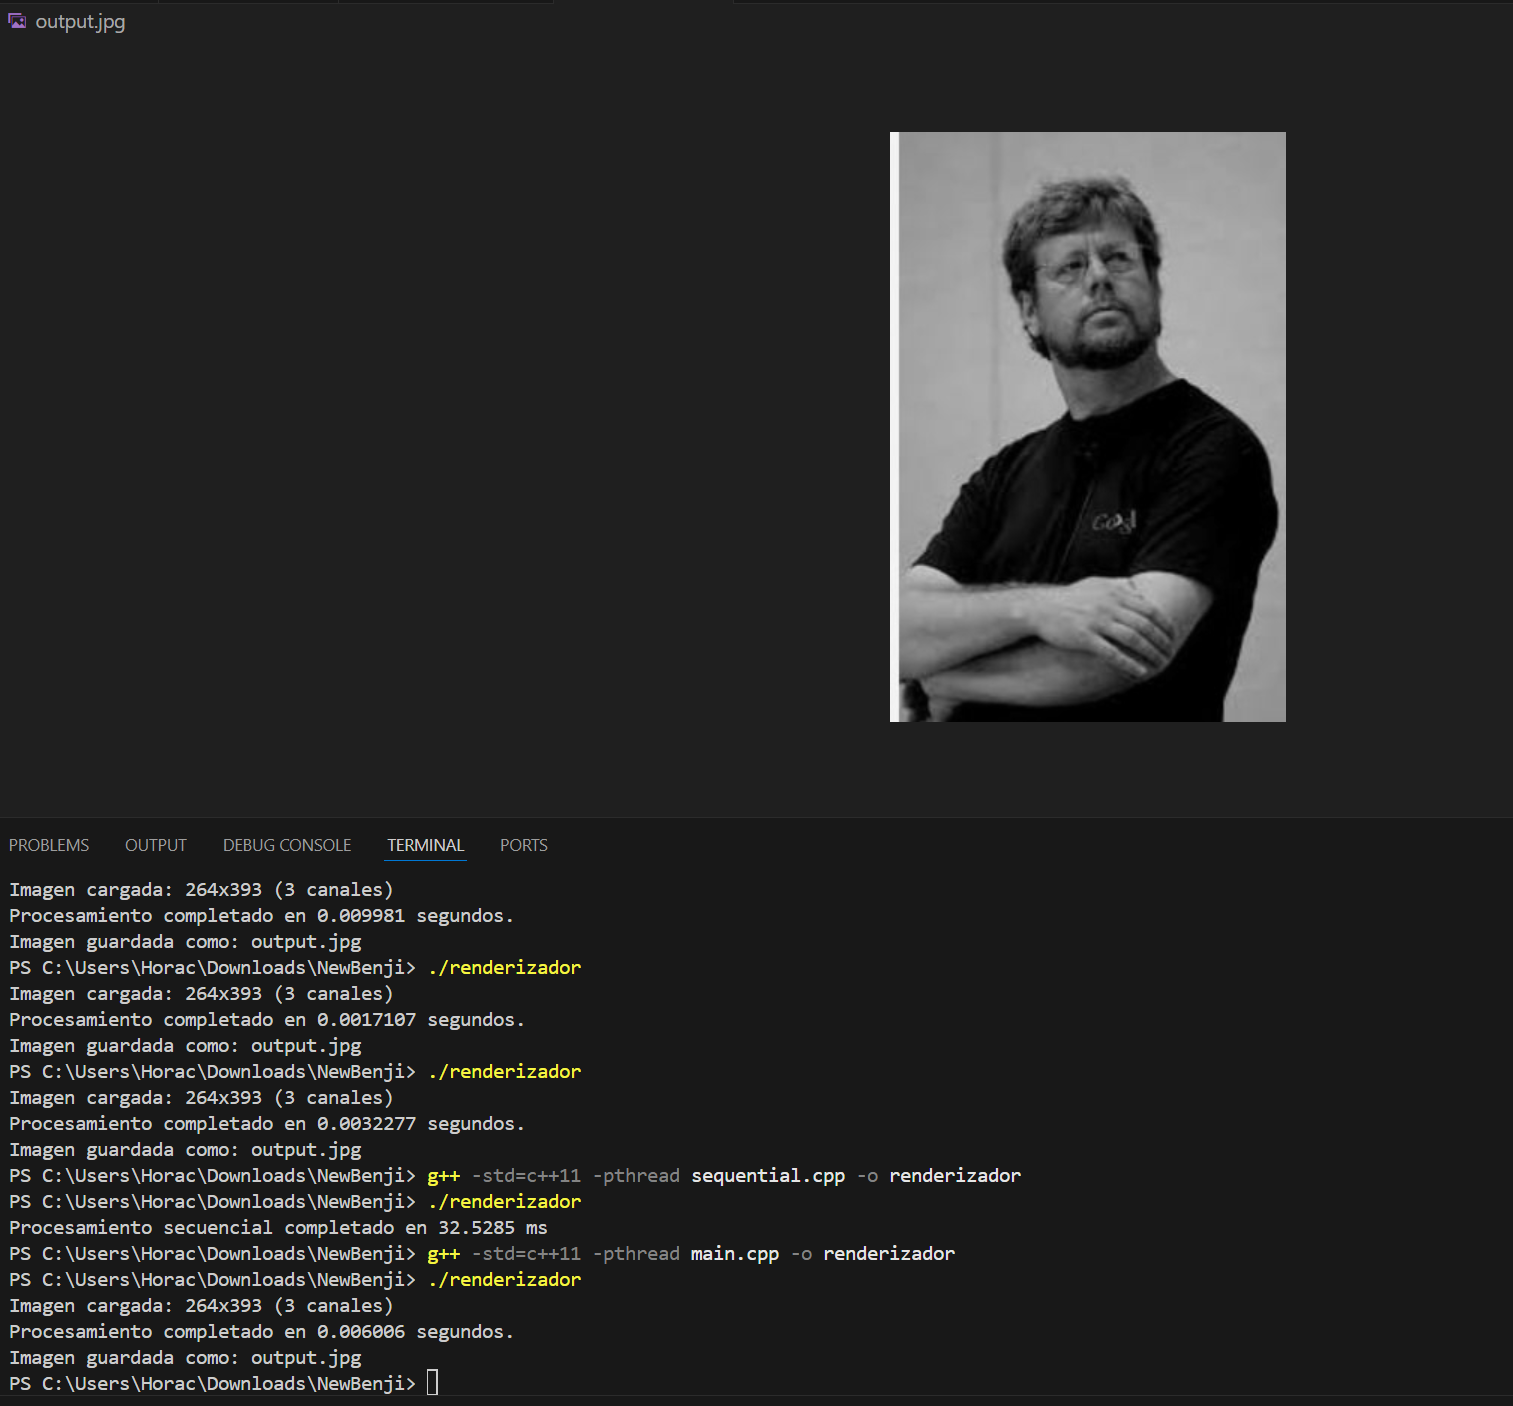 output.jpg
PROBLEMS OUTPUT DEBUG CONSOLE TERMINAL PORTS
Imagen cargada: 264x393 (3 canales)
Procesamiento completado en 0.009981 segundos.
Imagen guardada como: output.jpg
PS C:\Users\Horac\Downloads\NewBenji> ./renderizador
Imagen cargada: 264x393 (3 canales)
Procesamiento completado en 0.0017107 segundos.
Imagen guardada como: output.jpg
PS C:\Users\Horac\Downloads\NewBenji> ./renderizador
Imagen cargada: 264x393 (3 canales)
Procesamiento completado en 0.0032277 segundos.
Imagen guardada como: output.jpg
PS C:\Users\Horac\Downloads\NewBenji> g++ -std=c++11 -pthread sequential.cpp -o renderizador
PS C:\Users\Horac\Downloads\NewBenji> ./renderizador
Procesamiento secuencial completado en 32.5285 ms
PS C:\Users\Horac\Downloads\NewBenji> g++ -std=c++11 -pthread main.cpp -o renderizador
PS C:\Users\Horac\Downloads\NewBenji> ./renderizador
Imagen cargada: 264x393 (3 canales)
Procesamiento completado en 0.006006 segundos.
Imagen guardada como: output.jpg
PS C:\Users\Horac\Downloads\NewBenji>